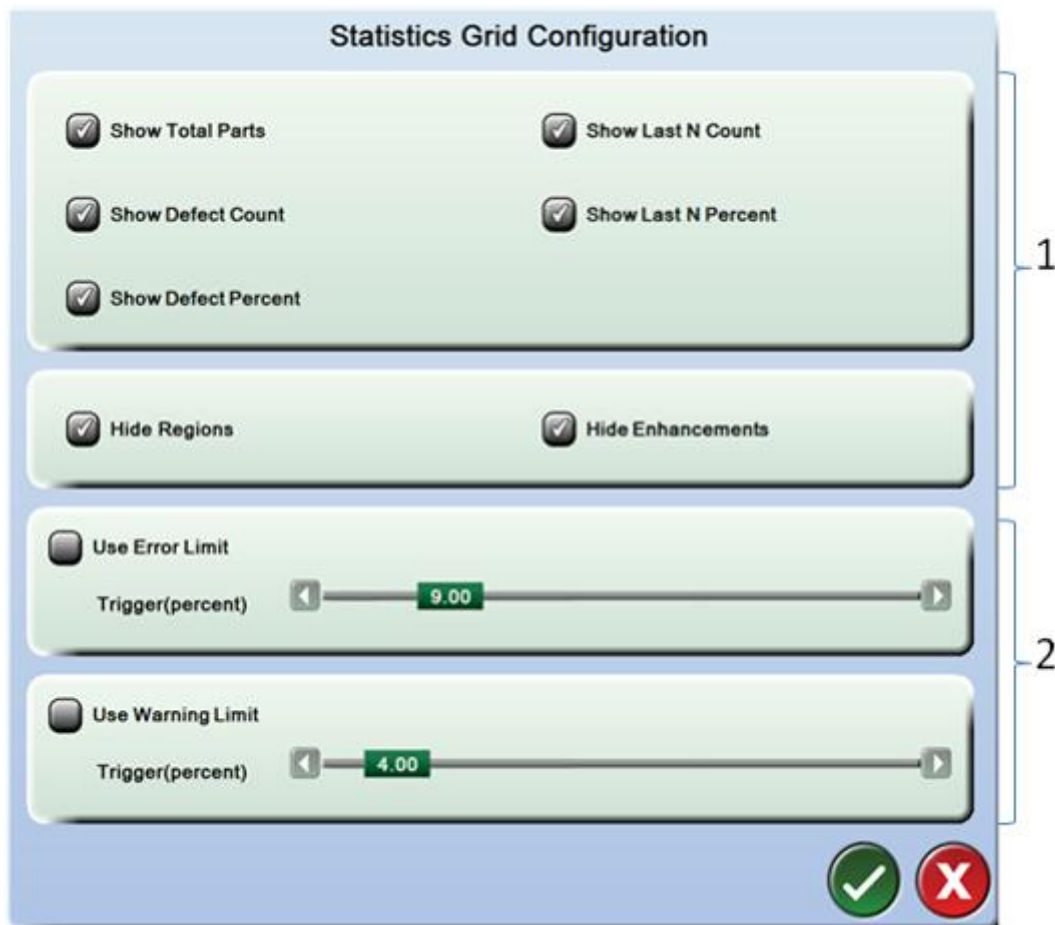 Statistics Grid Configuration
Show Total Parts
Show Last N Count
Show Defect Count
Show Last N Percent
Show Defect Percent
1
Hide Regions
Hide Enhancements
Use Error Limit
Trigger(percent)
9.00
2
Use Warning Limit
Trigger(percent)
4.00